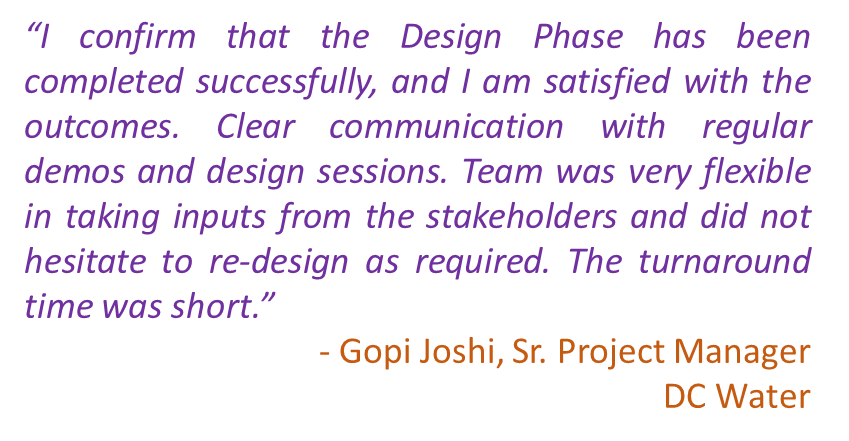 “I confirm that the Design Phase has been
completed successfully, and I am satisfied with the
outcomes. Clear communication with regular
demos and design sessions. Team was very flexible
in taking inputs from the stakeholders and did not
hesitate to re-design as required. The turnaround
time was short.”
- Gopi Joshi, Sr. Project Manager
DC Water